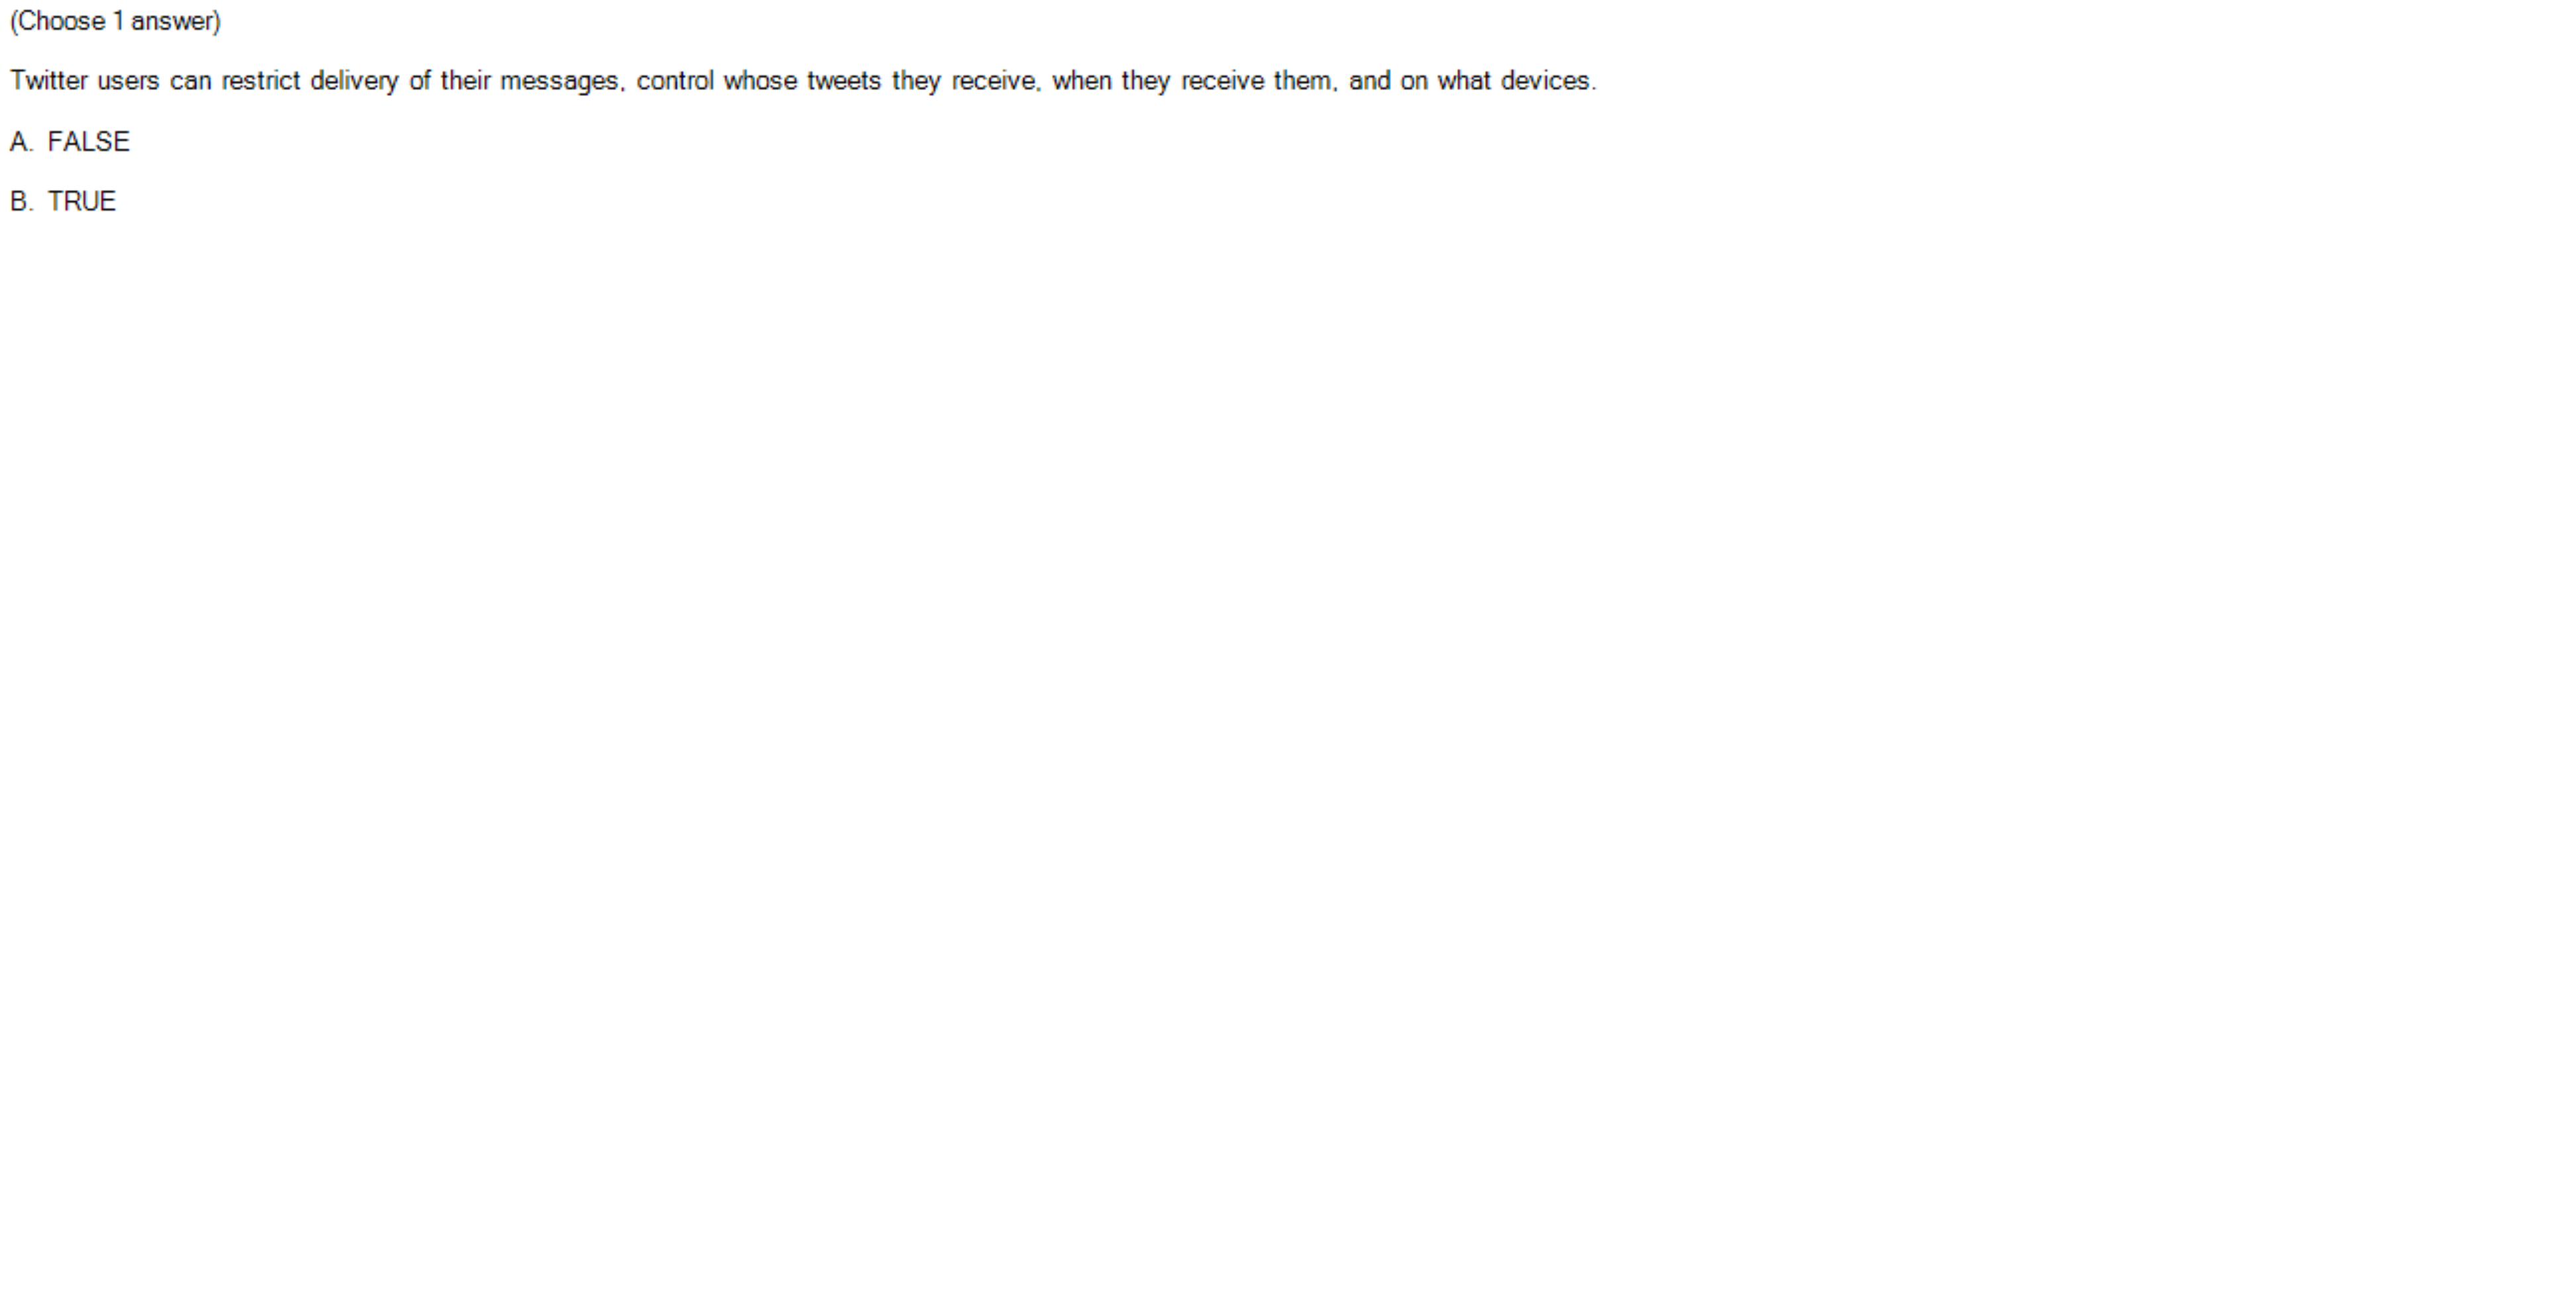 (Choose 1 answer)
Twitter users can restrict delivery of their messages, control whose tweets they receive, when they receive them, and on what devices.
A. FALSE
B. TRUE